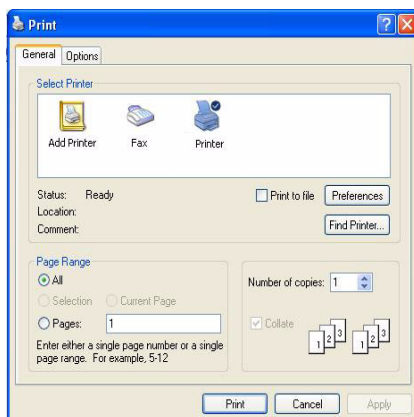 Print
General Options
Select Printer
Add Printer Fax Printer
Status: Ready
Location:
Comment:
Print to file Preferences
Find Printer...
Page Range
All
Selection Current Page
Pages: 1
Enter either a single page number or a single
page range. For example, 5-12
Number of copies: 1
Collate
1 2 3 1 2 3
Print Cancel Apply